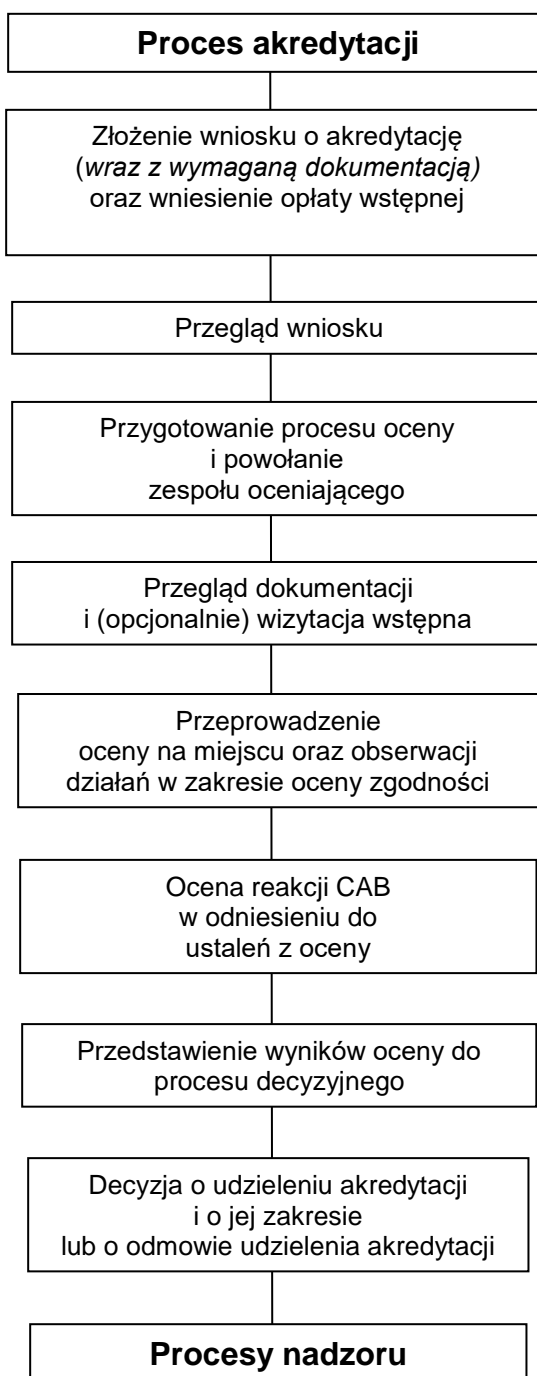 Proces akredytacji
Złożenie wniosku o akredytację
(wraz z wymaganą dokumentacją)
oraz wniesienie opłaty wstępnej
Przegląd wniosku
Przygotowanie procesu oceny
i powołanie
zespołu oceniającego
Przegląd dokumentacji
i (opcjonalnie) wizytacja wstępna
Przeprowadzenie
oceny na miejscu oraz obserwacji
działań w zakresie oceny zgodności
Ocena reakcji CAB
w odniesieniu do
ustaleń z oceny
Przedstawienie wyników oceny do
procesu decyzyjnego
Decyzja o udzieleniu akredytacji
i o jej zakresie
lub o odmowie udzielenia akredytacji
Procesy nadzoru